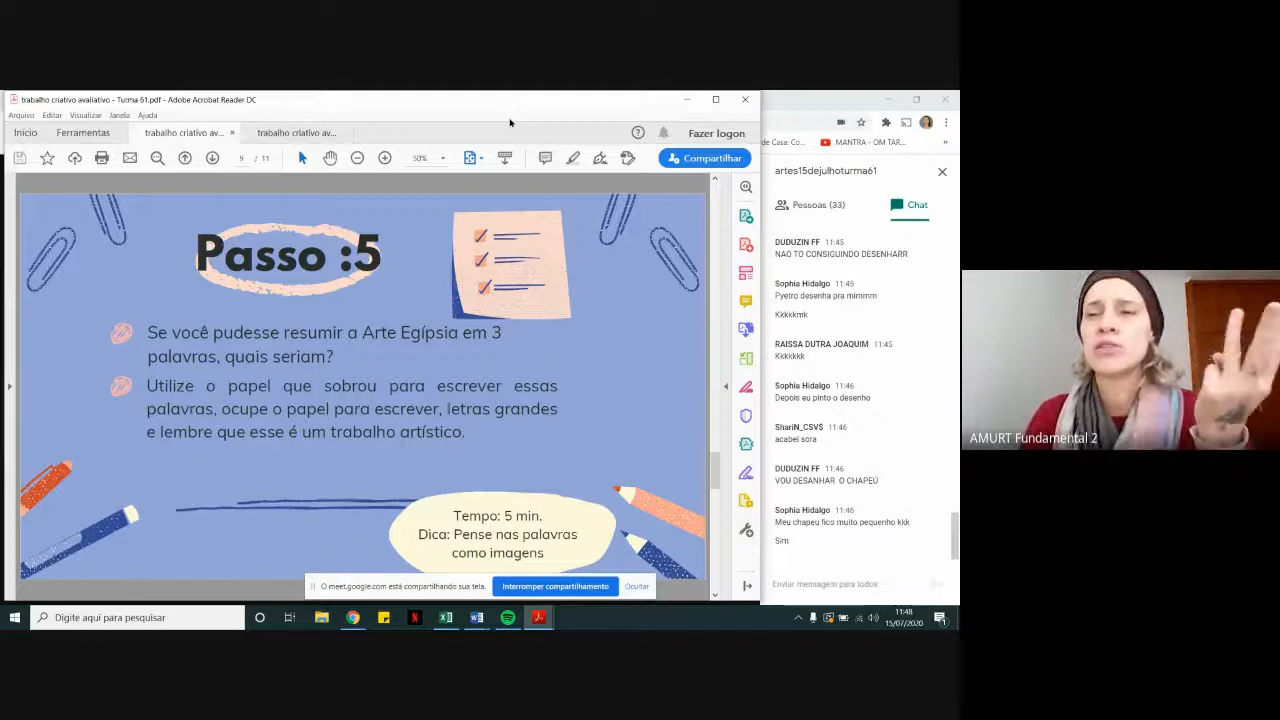 trabalho criativo avaliativo - Turma 61.pdf - Adobe Acrobat Reader DC
Arquivo Editar Visualizar Janela Ajuda
Início Ferramentas trabalho criativo av... × trabalho criativo av... Fazer logon
9 / 11 50% Compartilhar
Passo :5
Se você pudesse resumir a Arte Egípsia em 3
palavras, quais seriam?
Utilize o papel que sobrou para escrever essas
palavras, ocupe o papel para escrever, letras grandes
e lembre que esse é um trabalho artístico.
Tempo: 5 min.
Dica: Pense nas palavras
como imagens
O meet.google.com está compartilhando sua tela. Interromper compartilhamento Ocultar
de Casa: Co... MANTRA - OM TAR...
artes15dejulhoturma61
Pessoas (33) Chat
DUDUZIN FF 11:45
NAO TO CONSIGUINDO DESENHARR
Sophia Hidalgo 11:45
Pyetro desenha pra mimmm
Kkkkkmk
RAISSA DUTRA JOAQUIM 11:45
Kkkkkkk
Sophia Hidalgo 11:46
Depois eu pinto o desenho
ShariN_CSV$ 11:46
acabei sora
DUDUZIN FF 11:46
VOU DESANHAR O CHAPEÚ
Sophia Hidalgo 11:46
Meu chapeu fico muito pequenho kkk
Sim
Enviar mensagem para todos
AMURT Fundamental 2
Digite aqui para pesquisar
11:48
15/07/2020